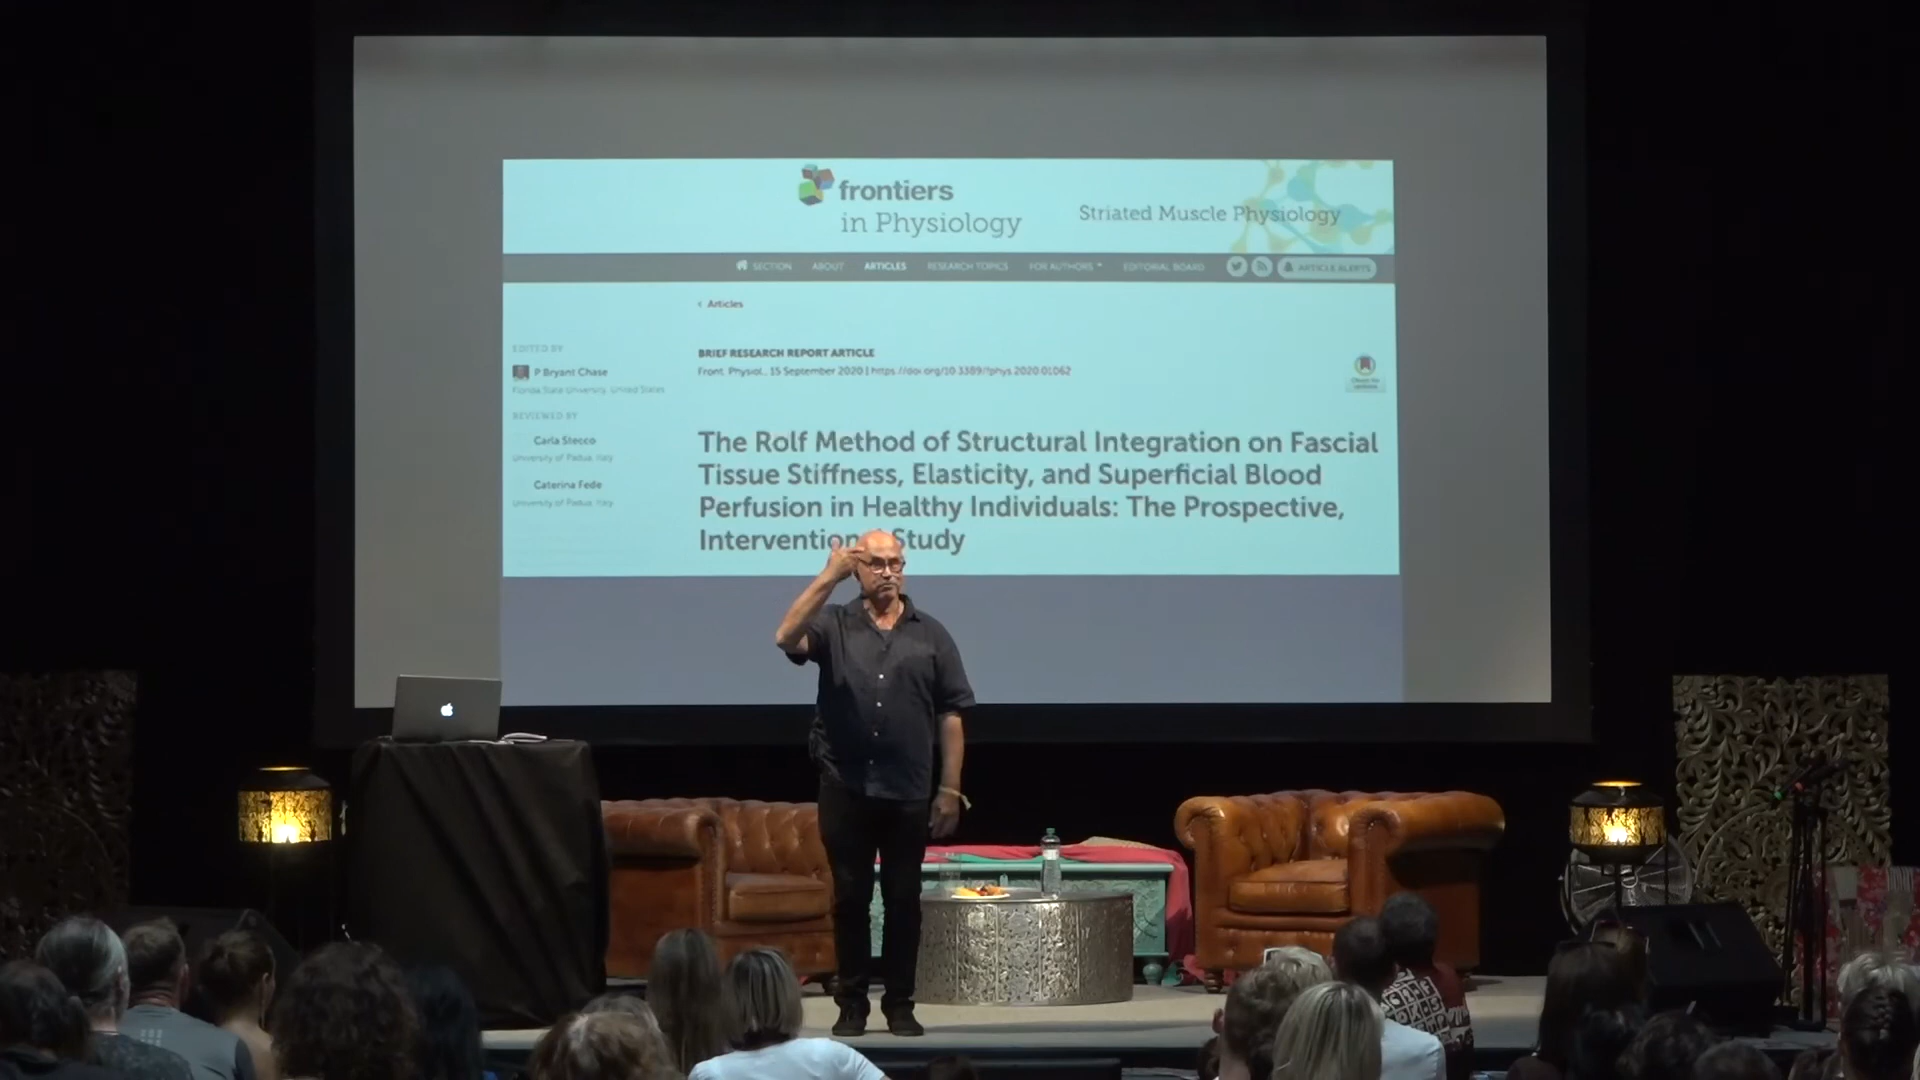 frontiers
in Physiology
Striated Muscle Physiology
SECTION ABOUT ARTICLES RESEARCH TOPICS FOR AUTHORS EDITORIAL BOARD ARTICLE ALERTS
‹ Articles
EDITED BY
P Bryant Chase
Florida State University, United States
REVIEWED BY
Carla Stecco
University of Padua, Italy
Caterina Fede
University of Padua, Italy
BRIEF RESEARCH REPORT ARTICLE
Front. Physiol., 15 September 2020 | https://doi.org/10.3389/fphys.2020.01062
The Rolf Method of Structural Integration on Fascial
Tissue Stiffness, Elasticity, and Superficial Blood
Perfusion in Healthy Individuals: The Prospective,
Study